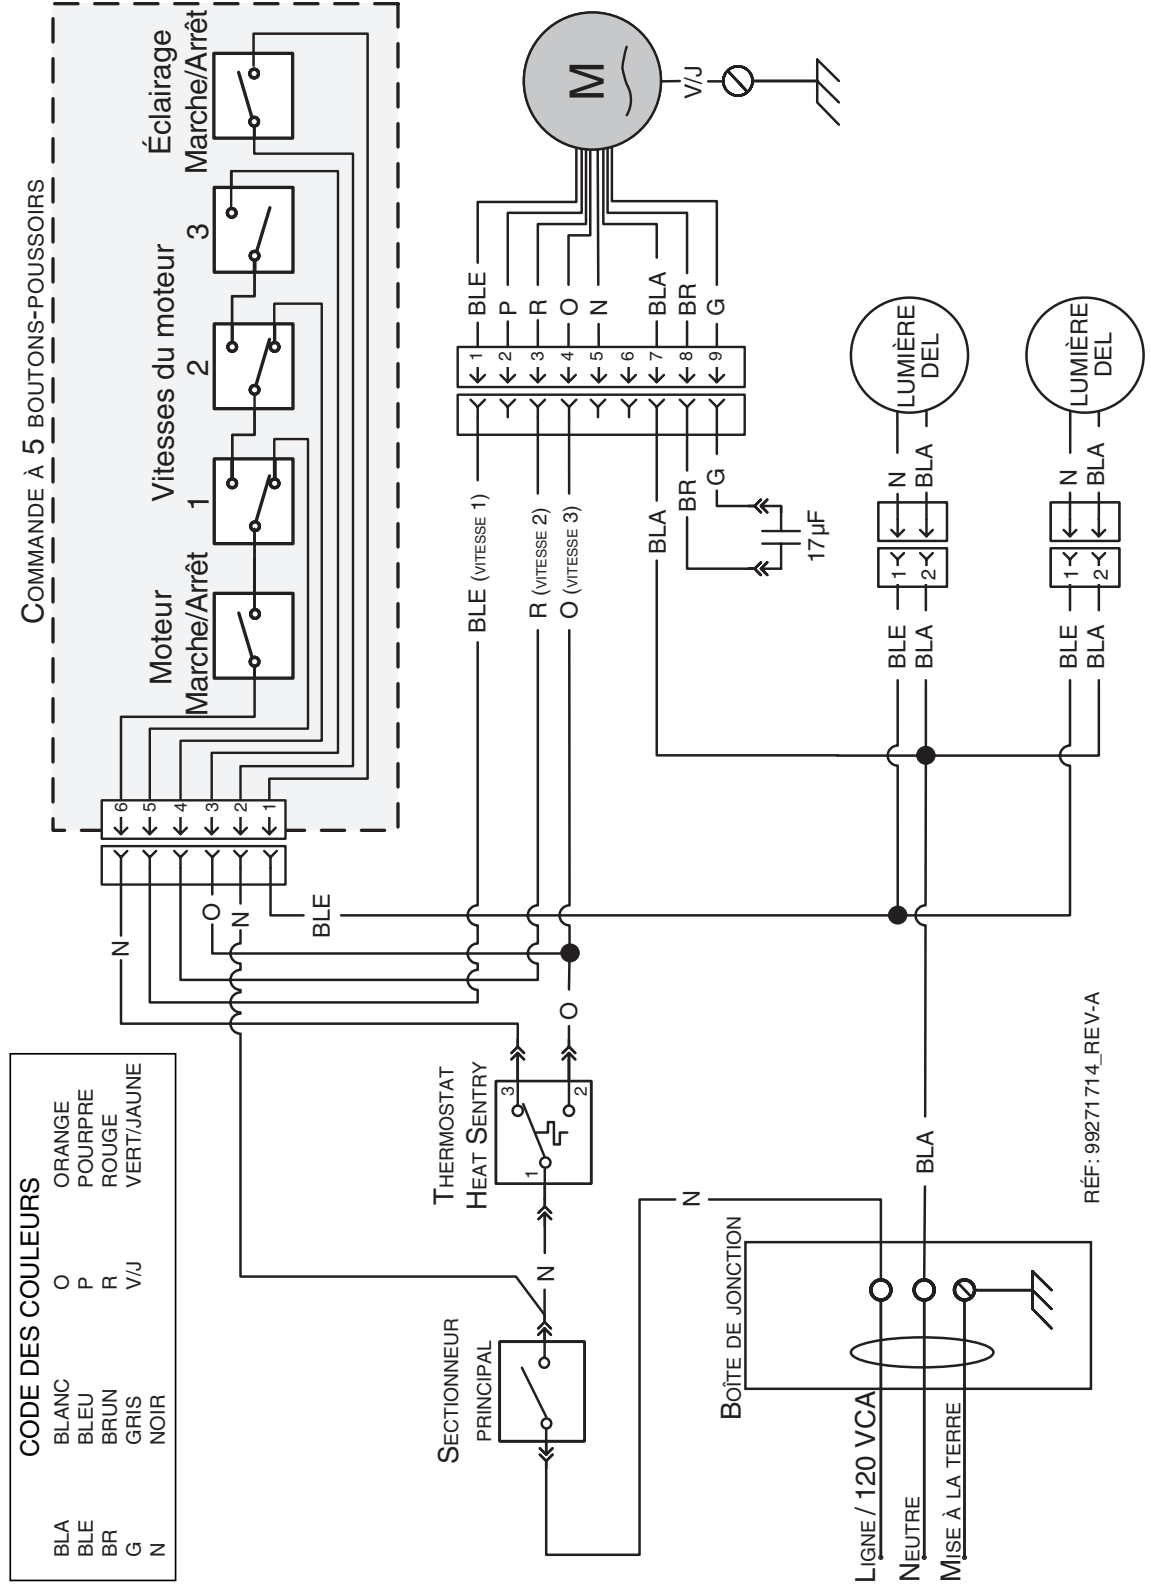 COMMANDE À 5 BOUTONS-POUSSOIRS
Moteur
Marche/Arrêt
Vitesses du moteur
1
2
3
Éclairage
Marche/Arrêt
6
5
4
3
2
1
N
O
N
BLE
CODE DES COULEURS
BLA BLANC O ORANGE
BLE BLEU P POURPRE
BR BRUN R ROUGE
G GRIS V/J VERT/JAUNE
N NOIR
THERMOSTAT
HEAT SENTRY
1
3
2
O
N
SECTIONNEUR
PRINCIPAL
BLE (VITESSE 1)
R (VITESSE 2)
O (VITESSE 3)
BLA
BR
G
17 µF
1
2
3
4
5
6
7
8
9
BLE
P
R
O
N
BLA
BR
G
M
V/J
N
BOÎTE DE JONCTION
LIGNE / 120 VCA
NEUTRE
MISE À LA TERRE
BLA
BLE
BLA
1
2
N
BLA
LUMIÈRE
DEL
BLE
BLA
1
2
N
BLA
LUMIÈRE
DEL
RÉF: 99271714_REV-A